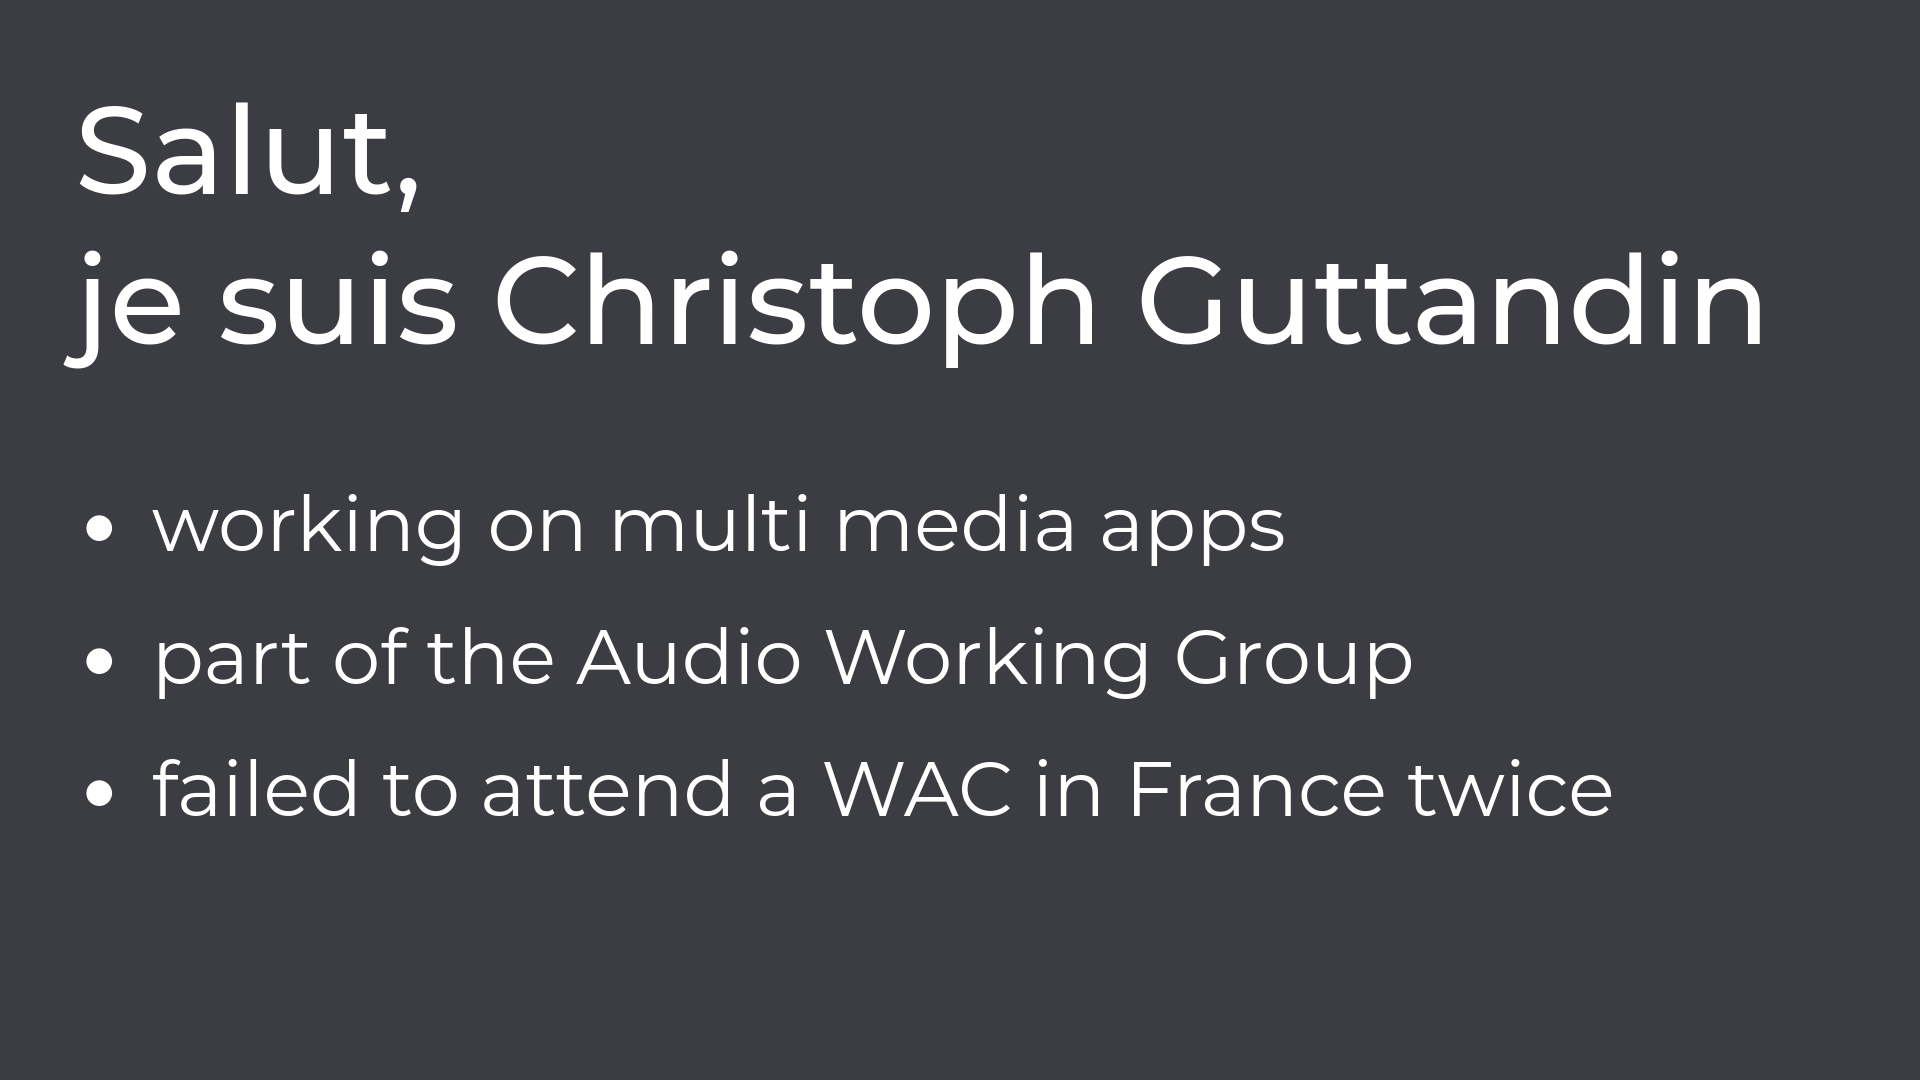 Salut,
je suis Christoph Guttandin
• working on multi media apps
• part of the Audio Working Group
• failed to attend a WAC in France twice